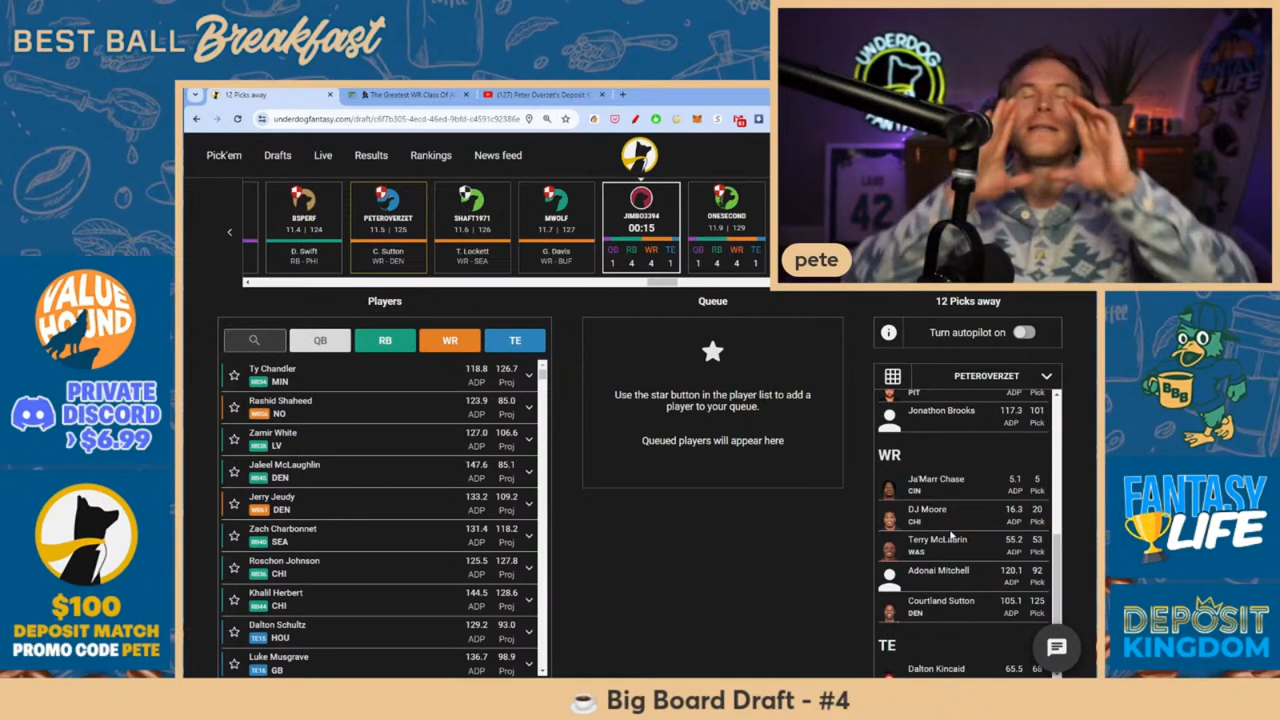 BEST BALL Breakfast
12 Picks away
The Greatest WR Class Of A
(127) Peter Overzet's Deposit K
underdogfantasy.com/draft/c6f7b305-4ecd-46ed-9bfd-c4591c92386e
Pick'em Drafts Live Results Rankings News feed
BSPERF
11.4 | 124
D. Swift
RB - PHI
PETEROVERZET
11.5 | 125
C. Sutton
WR - DEN
SHAFT1971
11.6 | 126
T. Lockett
WR - SEA
MWOLF
11.7 | 127
G. Davis
WR - BUF
JIMBO3394
00:15
QB RB WR TE
1 4 4 1
ONESECOND
11.9 | 129
QB RB WR TE
1 4 4 1
UNDERDOG
FANTASY
LAMB
42
pete
Players
QB RB WR TE
Ty Chandler 118.8 126.7
RB34 MIN ADP Proj
Rashid Shaheed 123.9 85.0
NO ADP Proj
Zamir White 127.0 106.6
LV ADP Proj
Jaleel McLaughlin 147.6 85.1
DEN ADP Proj
Jerry Jeudy 133.2 109.2
DEN ADP Proj
Zach Charbonnet 131.4 118.2
SEA ADP Proj
Roschon Johnson 125.5 127.8
CHI ADP Proj
Khalil Herbert 144.5 128.6
CHI ADP Proj
Dalton Schultz 129.2 93.0
TE15 HOU ADP Proj
Luke Musgrave 136.7 98.9
TE16 GB ADP Proj
Queue
Use the star button in the player list to add a
player to your queue.
Queued players will appear here
12 Picks away
Turn autopilot on
PETEROVERZET
PIT ADP Pick
Jonathon Brooks 117.3 101
ADP Pick
WR
Ja'Marr Chase 5.1 5
CIN ADP Pick
DJ Moore 16.3 20
CHI ADP Pick
Terry McLaurin 55.2 53
WAS ADP Pick
Adonai Mitchell 120.1 92
ADP Pick
Courtland Sutton 105.1 125
DEN ADP Pick
TE
Dalton Kincaid 65.5 68
VALUE
HOUND
PRIVATE
DISCORD
› $6.99
$100
DEPOSIT MATCH
PROMO CODE PETE
BBB
FANTASY
LIFE
DEPOSIT
KINGDOM
Big Board Draft - #4